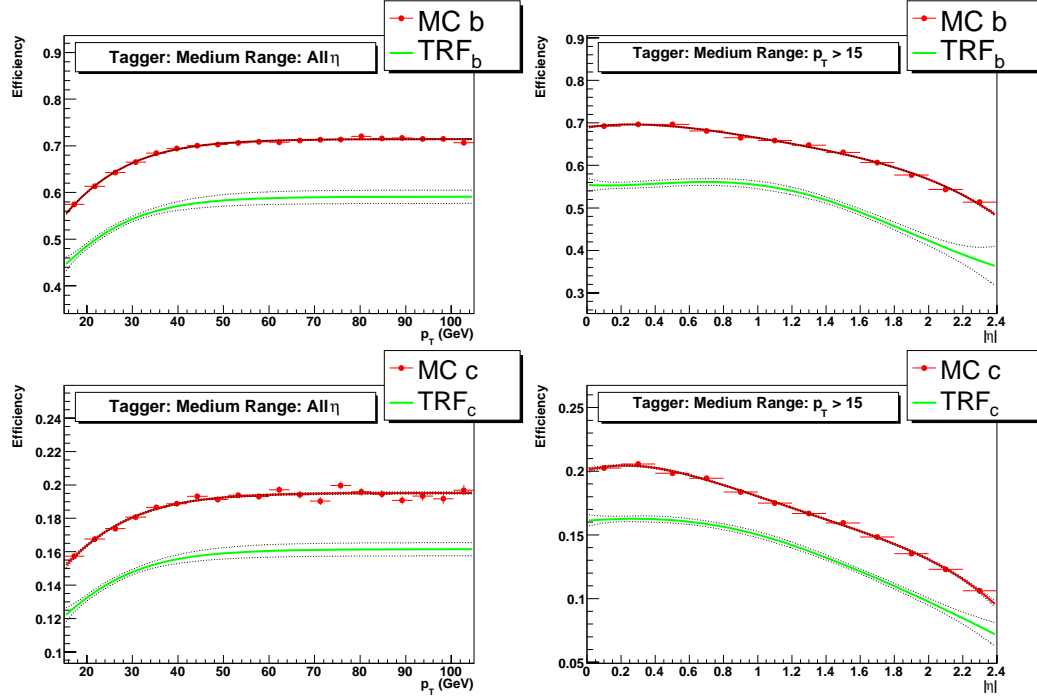 MC b
TRF_b
Tagger: Medium Range: All η
Efficiency
0.9
0.8
0.7
0.6
0.5
0.4
20 30 40 50 60 70 80 90 100
p_T (GeV)
MC b
TRF_b
Tagger: Medium Range: p_T > 15
Efficiency
0.9
0.8
0.7
0.6
0.5
0.4
0.3
0 0.2 0.4 0.6 0.8 1 1.2 1.4 1.6 1.8 2 2.2 2.4
|η|
MC c
TRF_c
Tagger: Medium Range: All η
Efficiency
0.24
0.22
0.2
0.18
0.16
0.14
0.12
0.1
20 30 40 50 60 70 80 90 100
p_T (GeV)
MC c
TRF_c
Tagger: Medium Range: p_T > 15
Efficiency
0.25
0.2
0.15
0.1
0.05
0 0.2 0.4 0.6 0.8 1 1.2 1.4 1.6 1.8 2 2.2 2.4
|η|